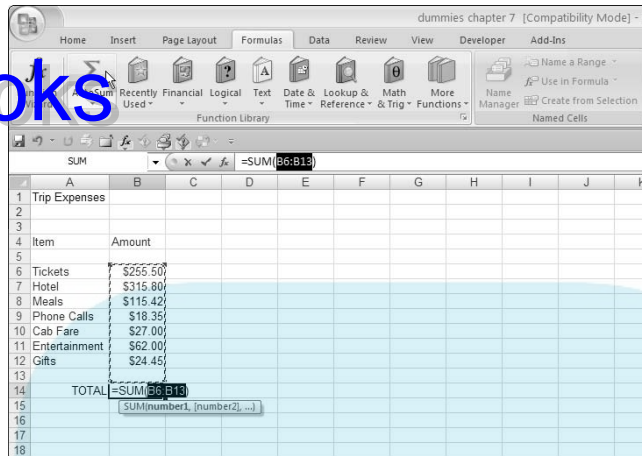 dummies chapter 7 [Compatibility Mode] -
Home Insert Page Layout Formulas Data Review View Developer Add-Ins
oks
AutoSum Recently Used Financial Logical Text Date & Time Lookup & Reference Math & Trig More Functions
Name Manager
Name a Range
Use in Formula
Create from Selection
Function Library Named Cells
SUM =SUM(B6:B13)
A B C D E F G H I J
1 Trip Expenses
2
3
4 Item Amount
5
6 Tickets $255.50
7 Hotel $315.80
8 Meals $115.42
9 Phone Calls $18.35
10 Cab Fare $27.00
11 Entertainment $62.00
12 Gifts $24.45
13
14 TOTAL =SUM(B6:B13)
15 SUM(number1, [number2], ...)
16
17
18